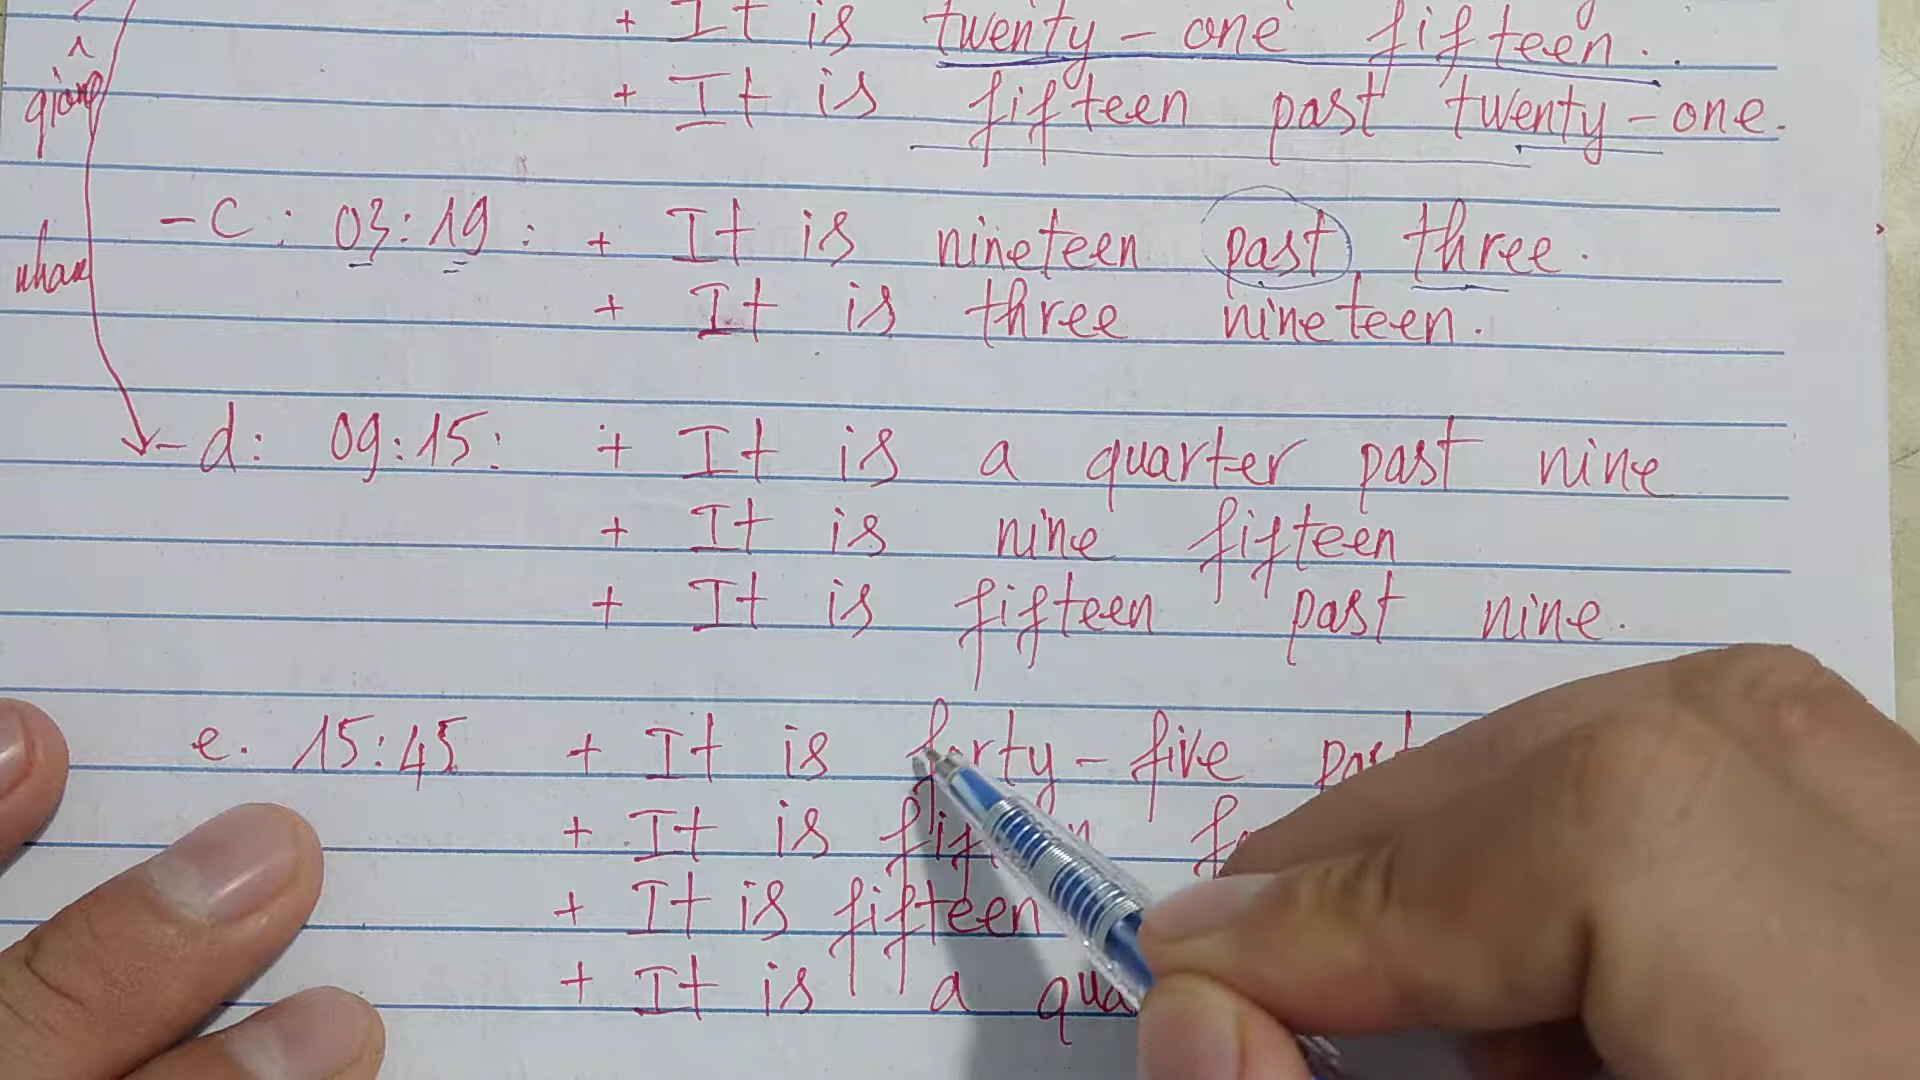 + It is twenty-one fifteen.
+ It is fifteen past twenty-one.
giống
nhau
- C: 03:19: + It is nineteen past three.
+ It is three nineteen.
- d: 09:15: + It is a quarter past nine
+ It is nine fifteen
+ It is fifteen past nine.
e. 15:45 + It is forty-five past
+ It is
+ It is fifteen
+ It is a